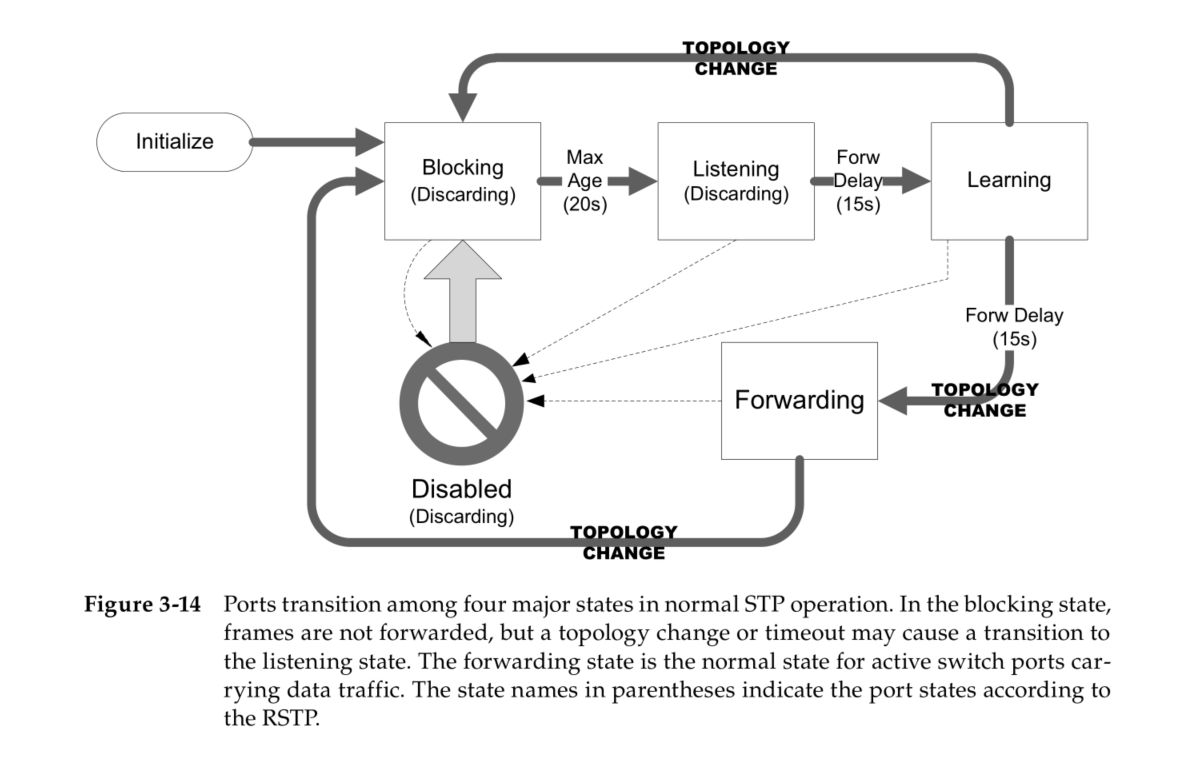 TOPOLOGY
CHANGE
Initialize
Blocking
(Discarding)
Max
Age
(20s)
Listening
(Discarding)
Forw
Delay
(15s)
Learning
Forw Delay
(15s)
Forwarding
TOPOLOGY
CHANGE
Disabled
(Discarding)
TOPOLOGY
CHANGE
Figure 3-14 Ports transition among four major states in normal STP operation. In the blocking state,
frames are not forwarded, but a topology change or timeout may cause a transition to
the listening state. The forwarding state is the normal state for active switch ports car-
rying data traffic. The state names in parentheses indicate the port states according to
the RSTP.